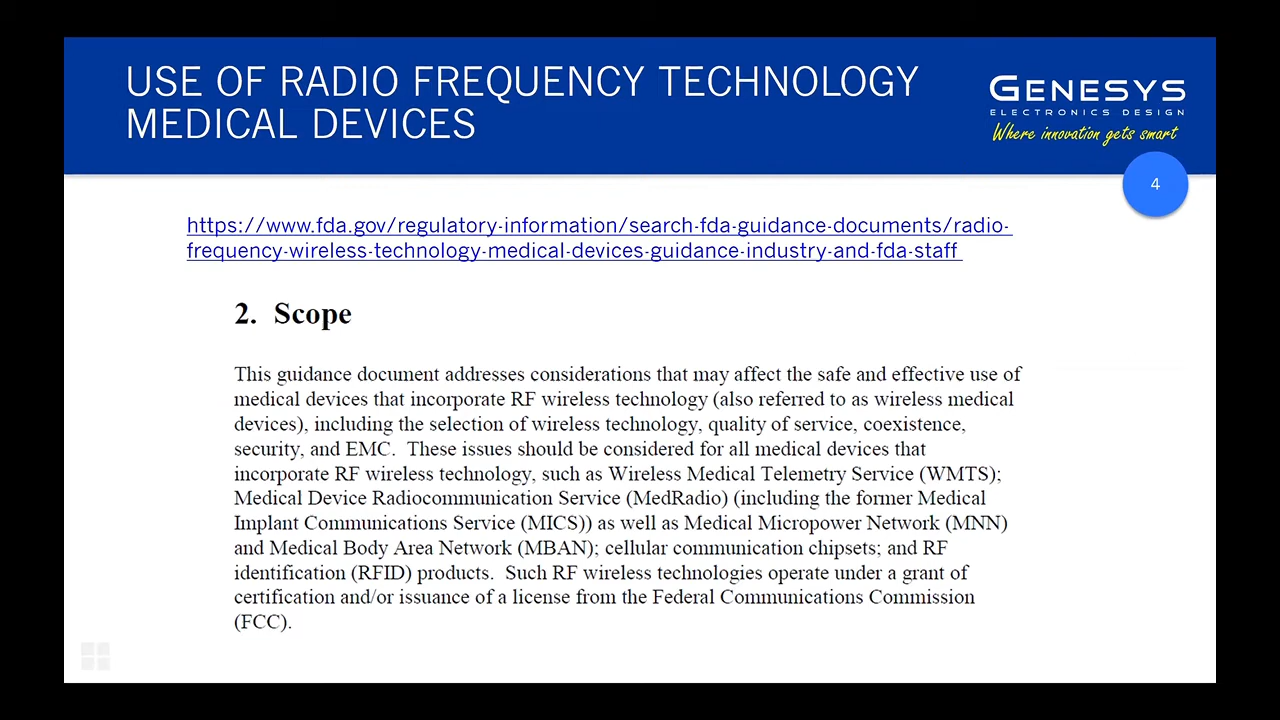 USE OF RADIO FREQUENCY TECHNOLOGY
MEDICAL DEVICES
GENESYS
ELECTRONICS DESIGN
Where innovation gets smart
4
https://www.fda.gov/regulatory-information/search-fda-guidance-documents/radio-
frequency-wireless-technology-medical-devices-guidance-industry-and-fda-staff
2. Scope
This guidance document addresses considerations that may affect the safe and effective use of
medical devices that incorporate RF wireless technology (also referred to as wireless medical
devices), including the selection of wireless technology, quality of service, coexistence,
security, and EMC. These issues should be considered for all medical devices that
incorporate RF wireless technology, such as Wireless Medical Telemetry Service (WMTS);
Medical Device Radiocommunication Service (MedRadio) (including the former Medical
Implant Communications Service (MICS)) as well as Medical Micropower Network (MNN)
and Medical Body Area Network (MBAN); cellular communication chipsets; and RF
identification (RFID) products. Such RF wireless technologies operate under a grant of
certification and/or issuance of a license from the Federal Communications Commission
(FCC).